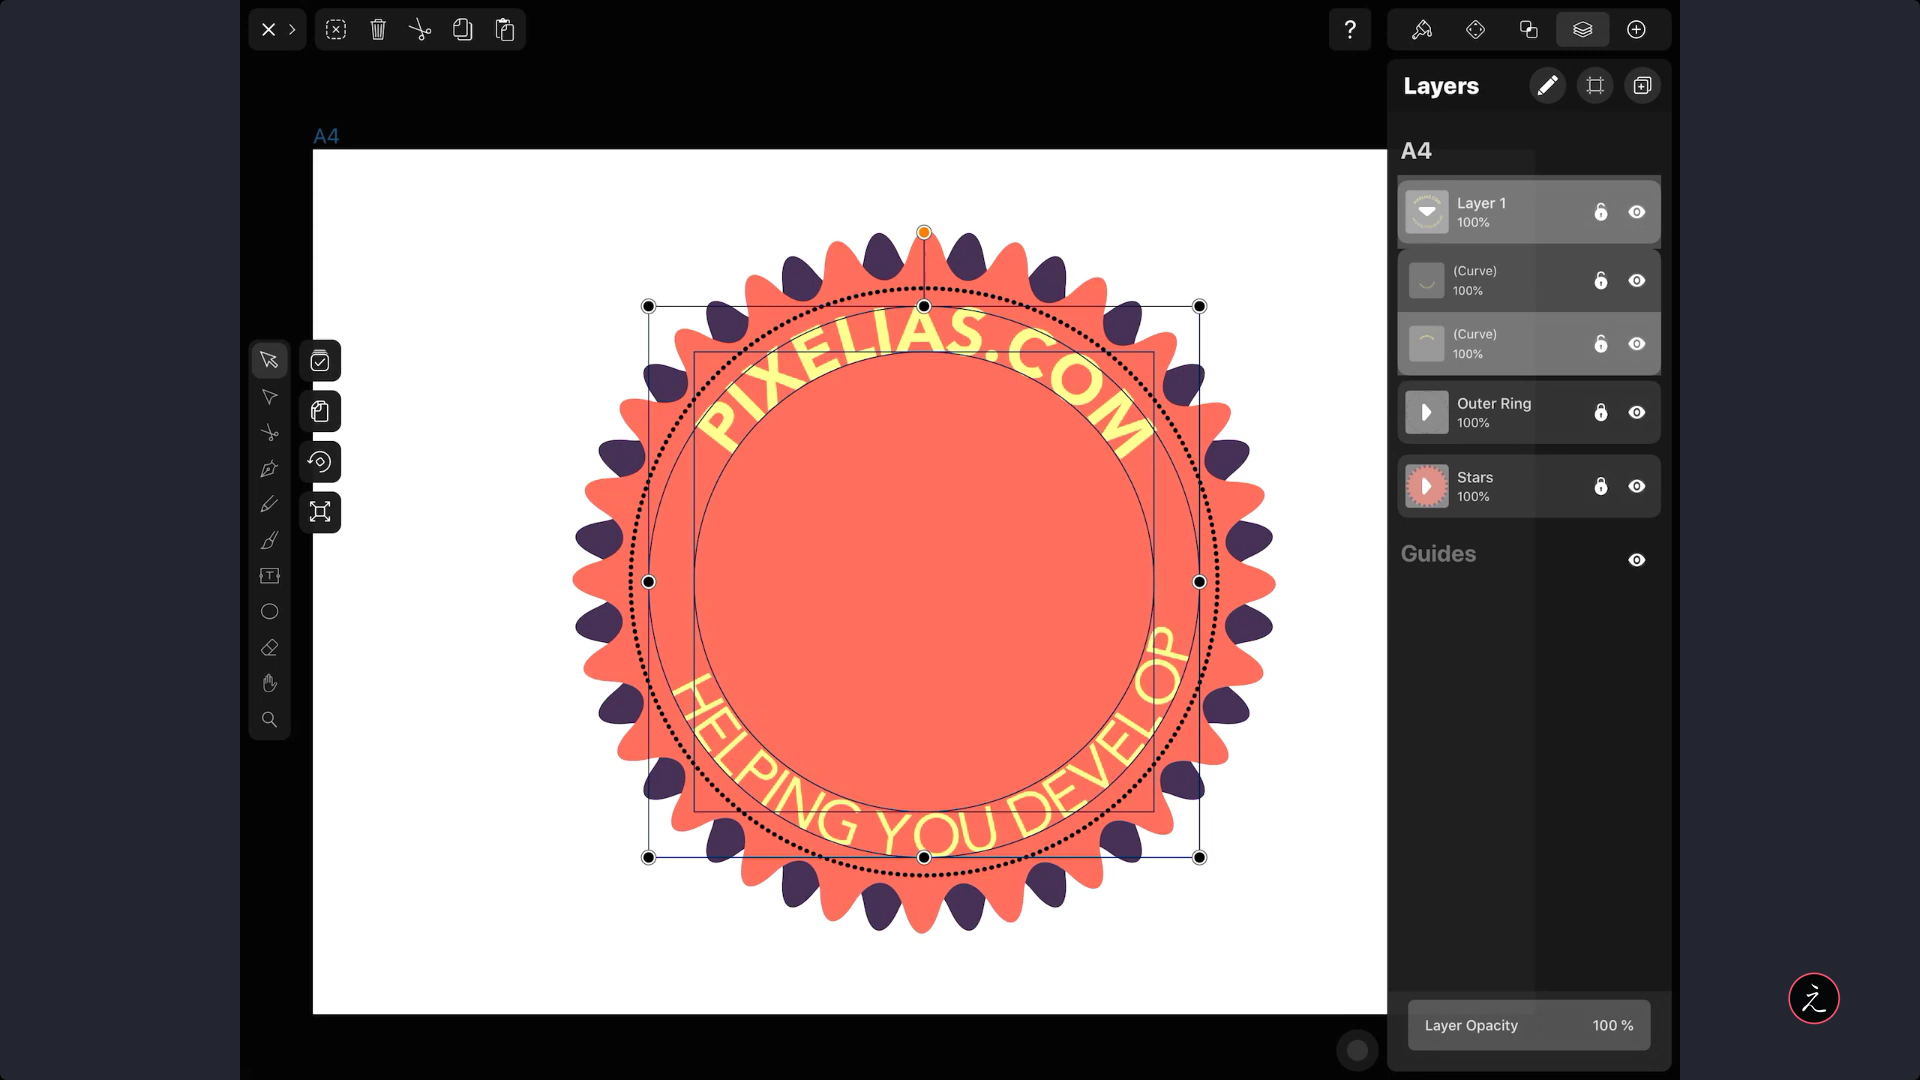 ?
Layers
A4
A4
Layer 1
100%
(Curve)
100%
(Curve)
100%
Outer Ring
100%
Stars
100%
Guides
PIXELIAS.COM
HELPING YOU DEVELOP
T
Layer Opacity 100 %